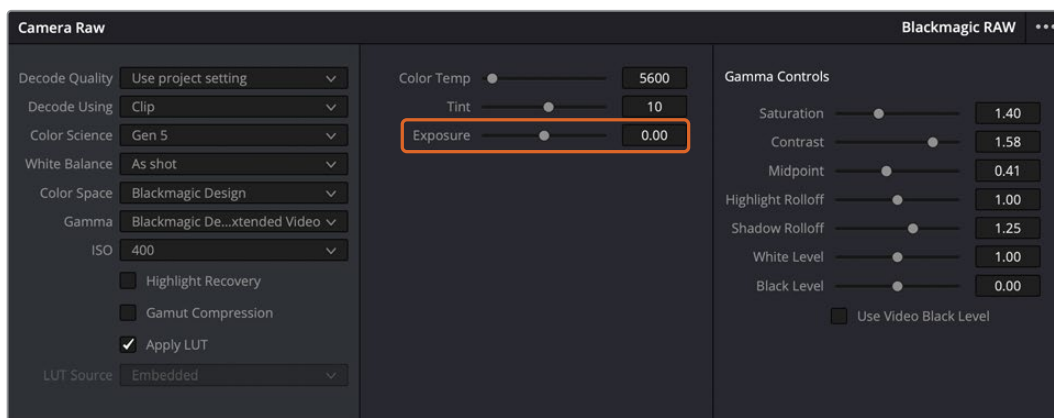 Camera Raw
Blackmagic RAW
Decode Quality Use project setting
Decode Using Clip
Color Science Gen 5
White Balance As shot
Color Space Blackmagic Design
Gamma Blackmagic De...xtended Video
ISO 400
Highlight Recovery
Gamut Compression
Apply LUT
LUT Source Embedded
Color Temp 5600
Tint 10
Exposure 0.00
Gamma Controls
Saturation 1.40
Contrast 1.58
Midpoint 0.41
Highlight Rolloff 1.00
Shadow Rolloff 1.25
White Level 1.00
Black Level 0.00
Use Video Black Level